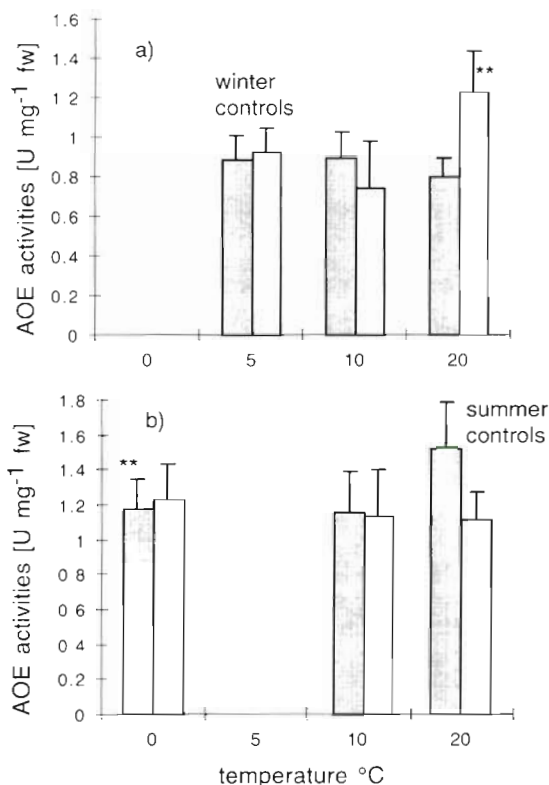 a)
AOE activities [U mg-1 fw]
1.6
1.4
1.2
1
0.8
0.6
0.4
0.2
0
winter
controls
**
0 5 10 20
b)
AOE activities [U mg-1 fw]
1.8
1.6
1.4
1.2
1
0.8
0 6
0 4
0.2
0
**
summer
controls
0 5 10 20
temperature °C